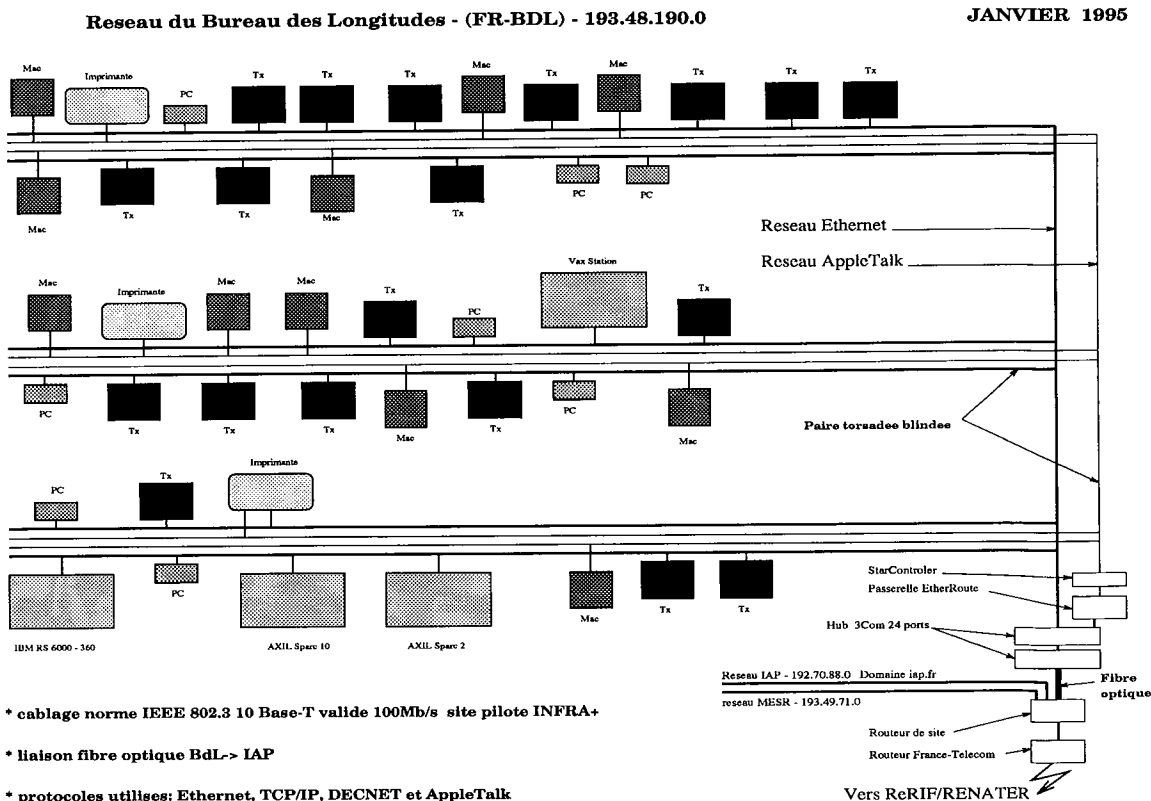 Reseau du Bureau des Longitudes - (FR-BDL) - 193.48.190.0
JANVIER 1995
Mac
Imprimante
PC
Tx
Tx
Tx
Mac
Tx
Mac
Tx
Tx
Tx
Mac
Tx
Tx
Mac
Tx
PC
PC
Reseau Ethernet
Reseau AppleTalk
Mac
Imprimante
Mac
Mac
Tx
PC
Vax Station
Tx
PC
Tx
Tx
Mac
Tx
PC
Mac
Paire torsadee blindee
PC
Tx
Imprimante
IBM RS 6000 - 360
PC
AXIL Sparc 10
AXIL Sparc 2
Mac
Tx
Tx
StarControler
Passerelle EtherRoute
Hub 3Com 24 ports
Reseau IAP - 192.70.88.0 Domaine iap.fr
reseau MESR - 193.49.71.0
Fibre
optique
Routeur de site
Routeur France-Telecom
Vers ReRIF/RENATER
* cablage norme IEEE 802.3 10 Base-T valide 100Mb/s site pilote INFRA+
* liaison fibre optique BdL-> IAP
* protocoles utilises: Ethernet, TCP/IP, DECNET et AppleTalk